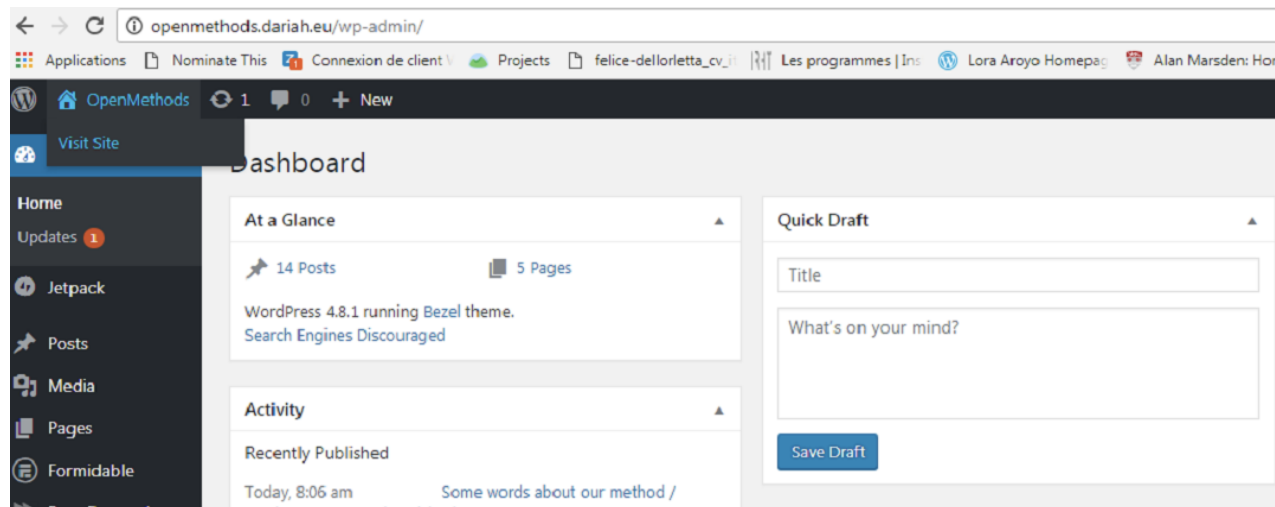 openmethods.dariah.eu/wp-admin/
Applications Nominate This Connexion de client Projects felice-dellorletta_cv_it Les programmes | Ins Lora Aroyo Homepag Alan Marsden: Hor
OpenMethods 1 0 + New
Visit Site
Dashboard
Home
Updates 1
Jetpack
Posts
Media
Pages
Formidable
At a Glance
14 Posts 5 Pages
WordPress 4.8.1 running Bezel theme.
Search Engines Discouraged
Activity
Recently Published
Today, 8:06 am Some words about our method /
Quick Draft
Title
What's on your mind?
Save Draft